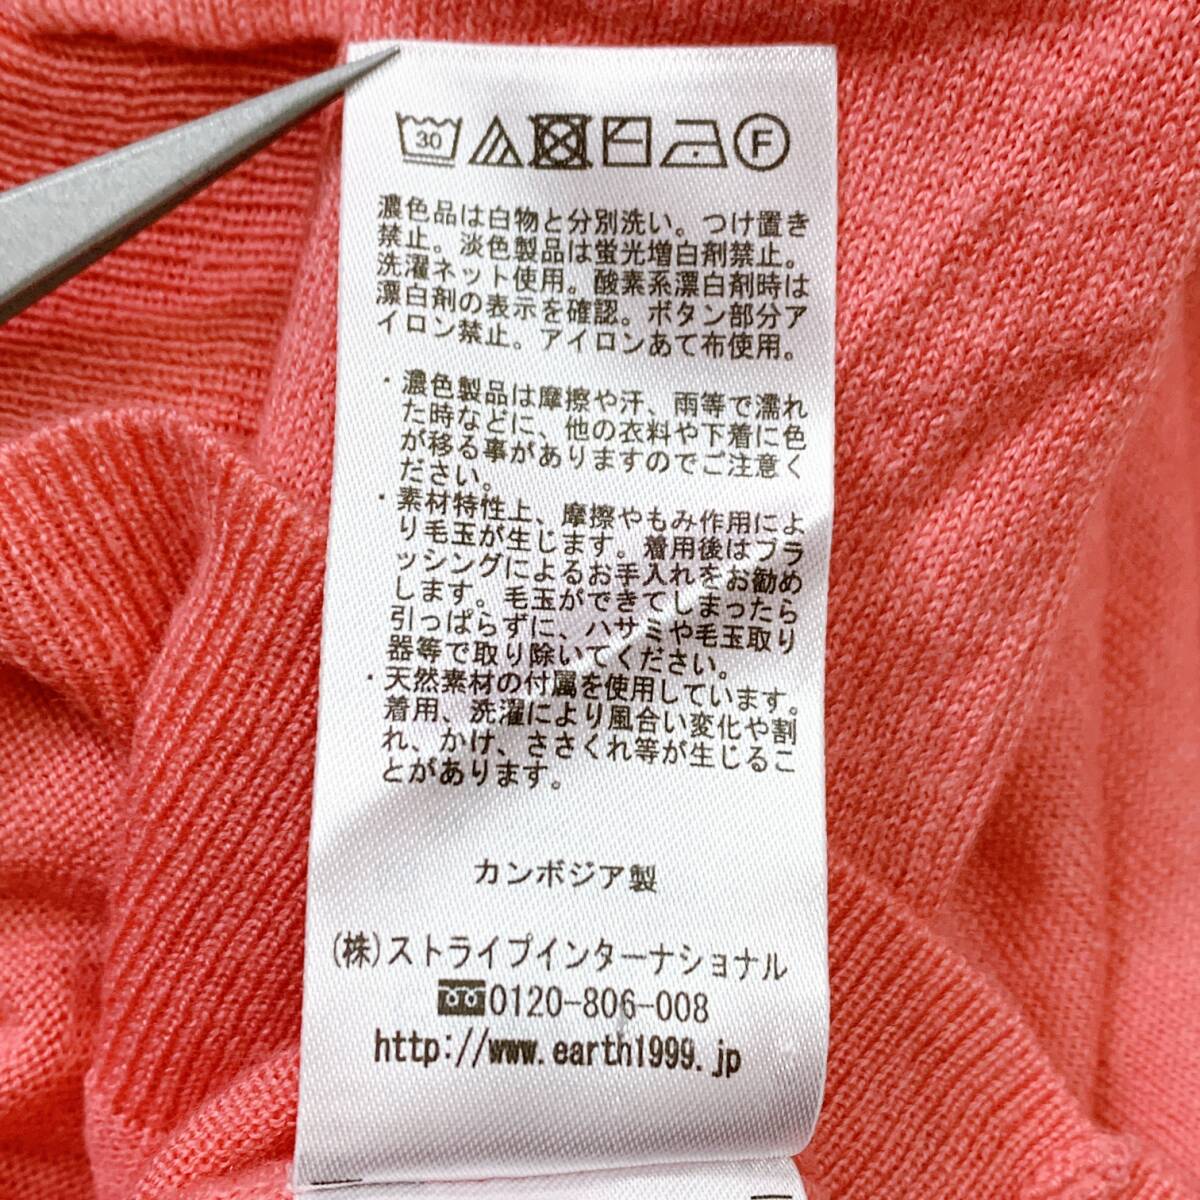 30 F
濃色品は白物と分別洗い。つけ置き
禁止。淡色製品は蛍光増白剤禁止。
洗濯ネット使用。酸素系漂白剤時は
漂白剤の表示を確認。ボタン部分ア
イロン禁止。アイロンあて布使用。
・濃色製品は摩擦や汗、雨等で濡れ
た時などに、他の衣料や下着に色
が移る事がありますのでご注意く
ださい。
・素材特性上、摩擦やもみ作用によ
り毛玉が生じます。着用後はブラ
ッシングによるお手入れをお勧め
します。毛玉ができてしまったら
引っぱらずに、ハサミや毛玉取り
器等で取り除いてください。
・天然素材の付属を使用しています。
着用、洗濯により風合い変化や割
れ、かけ、ささくれ等が生じるこ
とがあります。
カンボジア製
(株)ストライプインターナショナル
0120-806-008
http://www.earth1999.jp